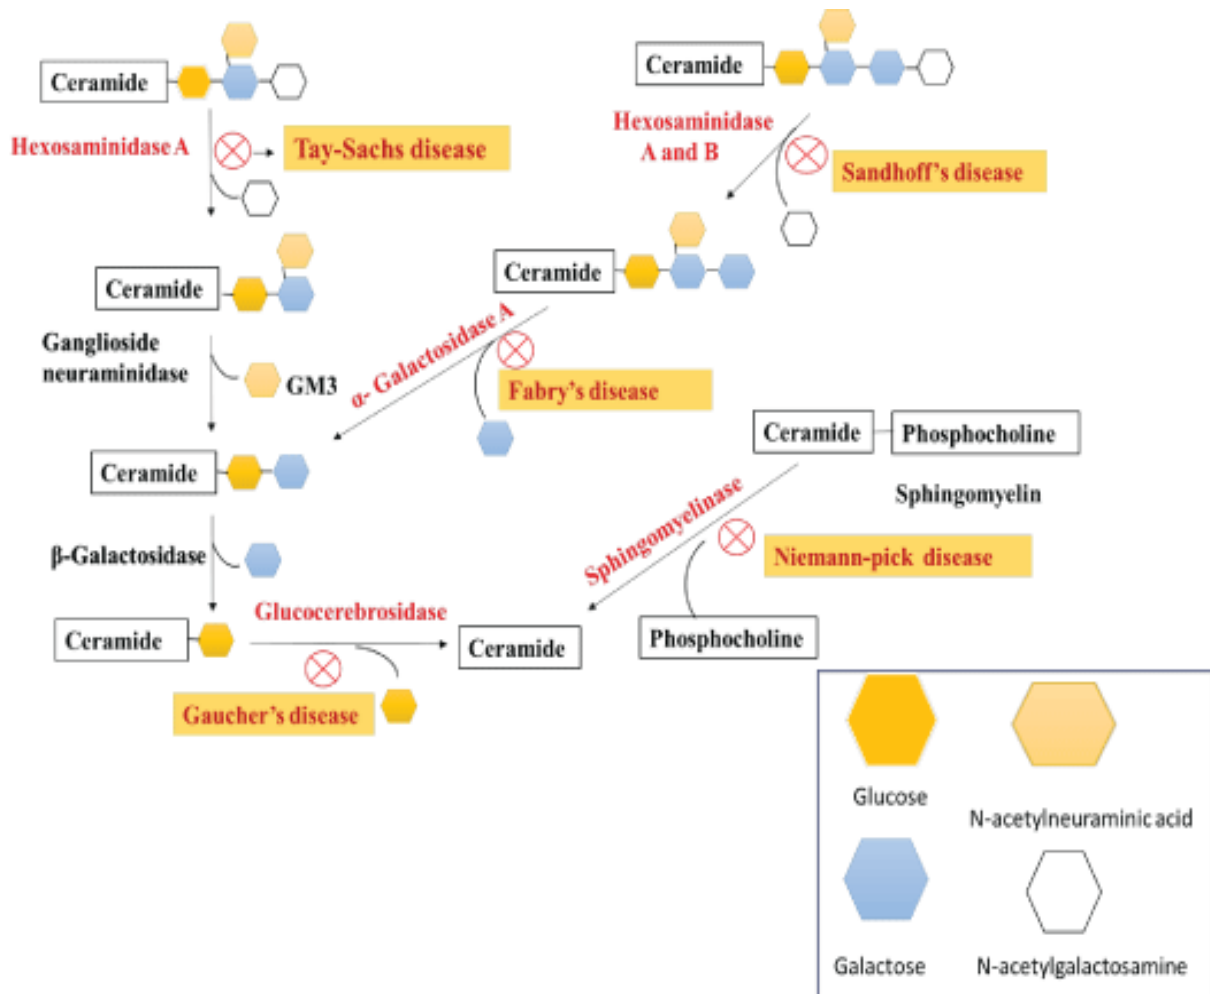 Ceramide
Ceramide
Hexosaminidase A
Tay-Sachs disease
Hexosaminidase
A and B
Sandhoff's disease
Ceramide
Ceramide
Ganglioside
neuraminidase
GM3
α- Galactosidase A
Fabry's disease
Ceramide
Phosphocholine
Sphingomyelin
Ceramide
Sphingomyelinase
Niemann-pick disease
β-Galactosidase
Glucocerebrosidase
Ceramide
Ceramide
Phosphocholine
Gaucher's disease
Glucose
N-acetylneuraminic acid
Galactose
N-acetylgalactosamine